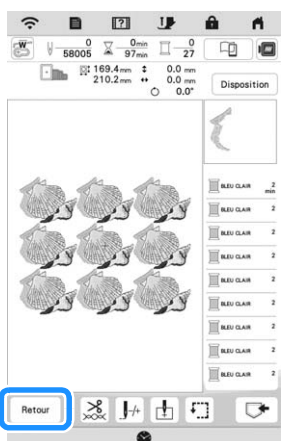 0 0min 0
58005 97min 27
169.4mm 0.0 mm
210.2mm 0.0 mm
0.0°
Disposition
BLEU CLAIR 2 min
BLEU CLAIR 2
BLEU CLAIR 2
BLEU CLAIR 2
BLEU CLAIR 2
BLEU CLAIR 2
BLEU CLAIR 2
BLEU CLAIR 2
BLEU CLAIR 2
Retour